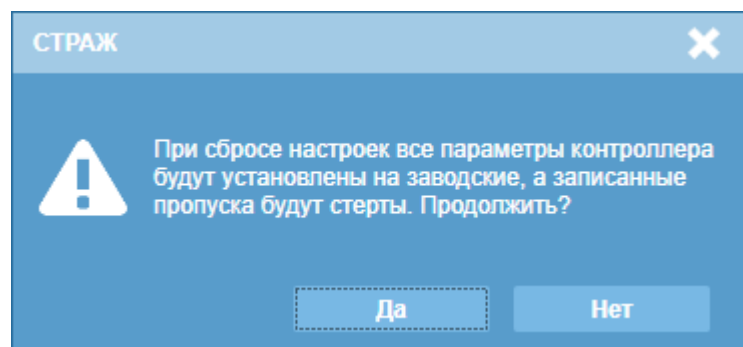 СТРАЖ
При сбросе настроек все параметры контроллера
будут установлены на заводские, а записанные
пропуска будут стерты. Продолжить?
Да Нет